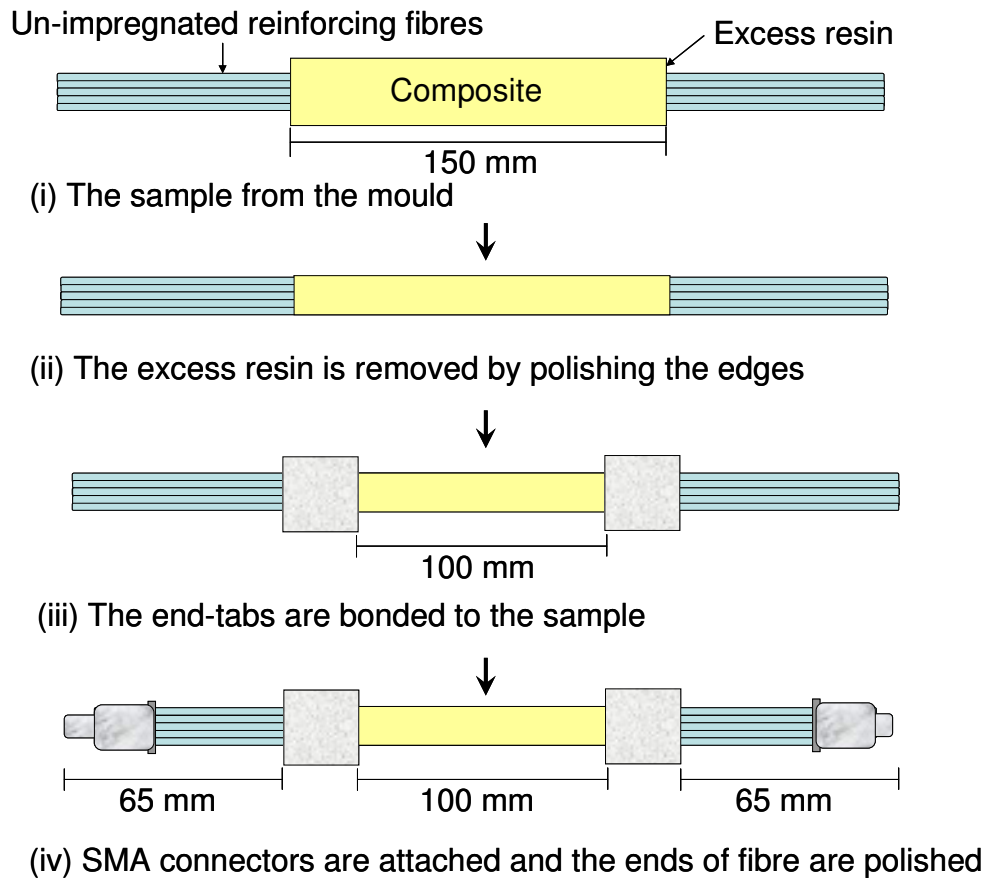 Un-impregnated reinforcing fibres
Excess resin
Composite
150 mm
(i) The sample from the mould
(ii) The excess resin is removed by polishing the edges
100 mm
(iii) The end-tabs are bonded to the sample
65 mm
100 mm
65 mm
(iv) SMA connectors are attached and the ends of fibre are polished